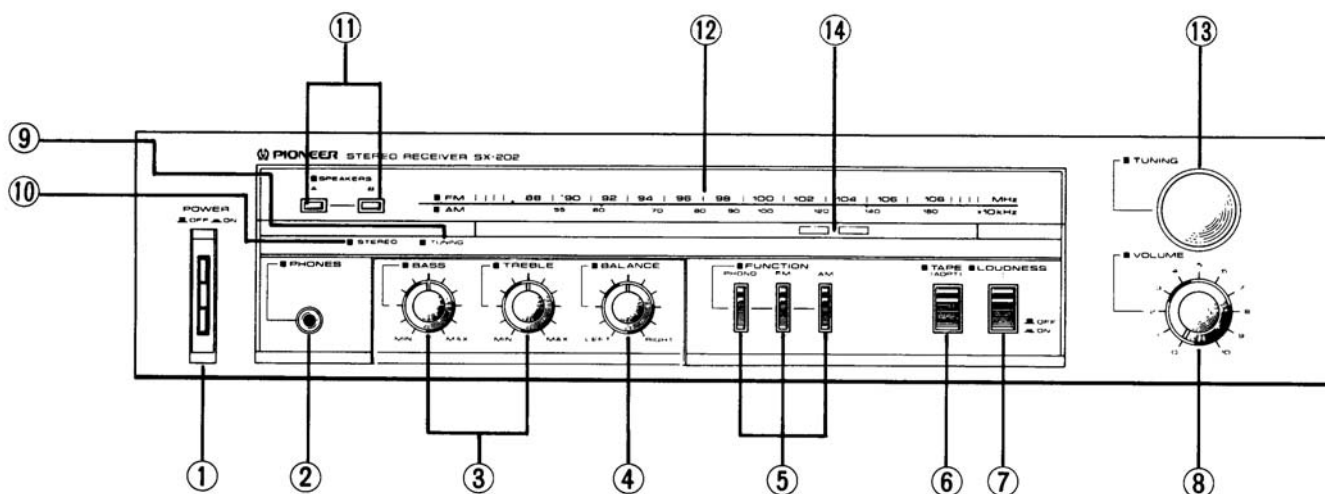 ⑪ ⑫ ⑭ ⑬
⑨
⑩
PIONEER STEREO RECEIVER SX-202
TUNING
SPEAKERS
A B
POWER
OFF ON
FM 88 90 92 94 96 98 100 102 104 106 108 MHz
AM 55 60 70 80 90 100 120 140 160 ×10kHz
STEREO TUNING
PHONES
BASS
TREBLE
BALANCE
FUNCTION
PHONO FM AM
TAPE
(ADPT)
LOUDNESS
OFF
ON
VOLUME
0 1 2 3 4 5 6 7 8 9 10
MIN MAX
MIN MAX
LEFT RIGHT
① ② ③ ④ ⑤ ⑥ ⑦ ⑧